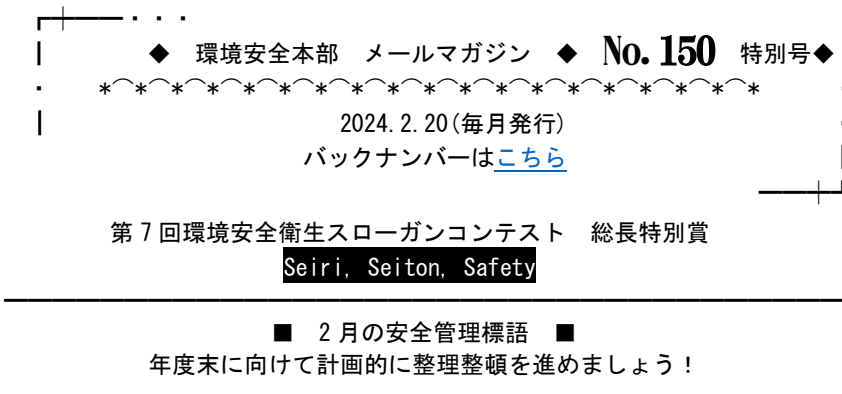 ◆ 環境安全本部 メールマガジン ◆ No.150 特別号◆
*⌒*⌒*⌒*⌒*⌒*⌒*⌒*⌒*⌒*⌒*⌒*⌒*⌒*⌒*⌒*⌒*⌒*⌒*
2024.2.20(毎月発行)
バックナンバーはこちら
第7回環境安全衛生スローガンコンテスト 総長特別賞
Seiri, Seiton, Safety
■ 2月の安全管理標語 ■
年度末に向けて計画的に整理整頓を進めましょう！